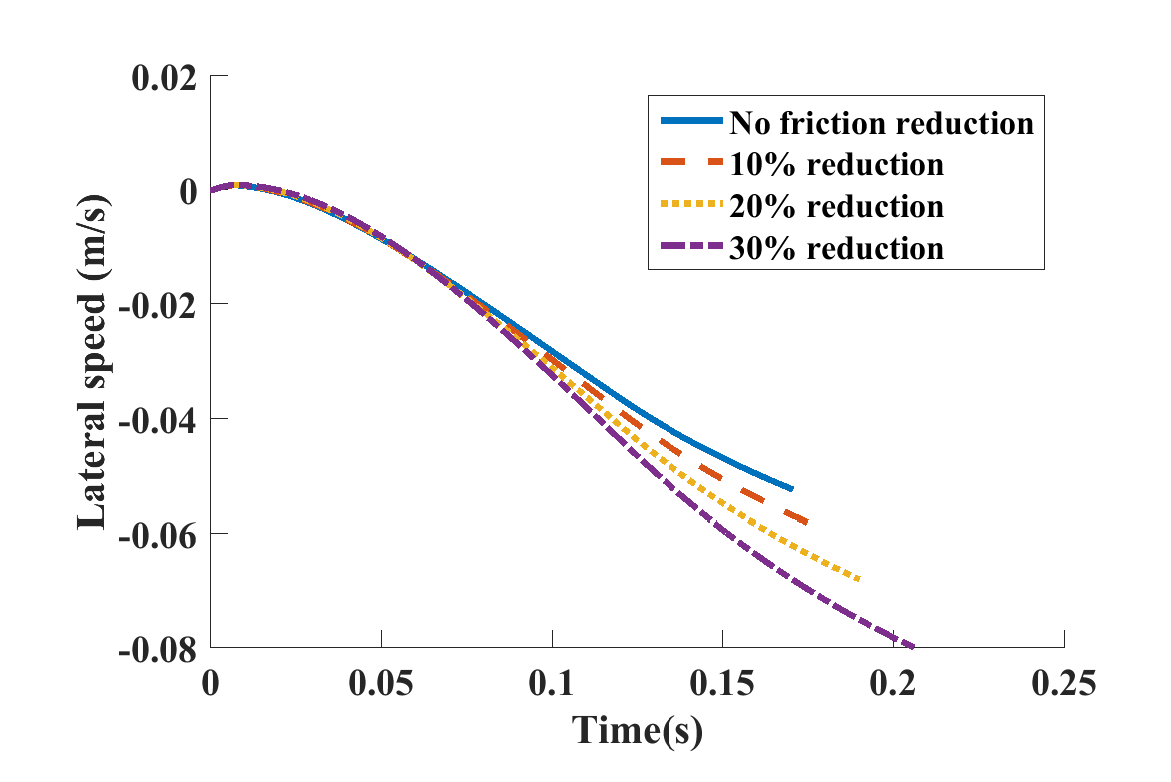 0.02
0
-0.02
-0.04
-0.06
-0.08
Lateral speed (m/s)
No friction reduction
10% reduction
20% reduction
30% reduction
0 0.05 0.1 0.15 0.2 0.25
Time(s)